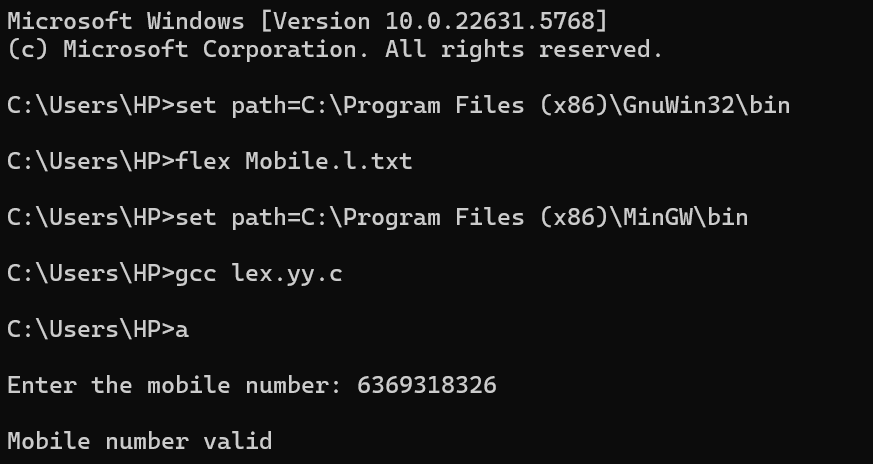 Microsoft Windows [Version 10.0.22631.5768]
(c) Microsoft Corporation. All rights reserved.
C:\Users\HP>set path=C:\Program Files (x86)\GnuWin32\bin
C:\Users\HP>flex Mobile.l.txt
C:\Users\HP>set path=C:\Program Files (x86)\MinGW\bin
C:\Users\HP>gcc lex.yy.c
C:\Users\HP>a
Enter the mobile number: 6369318326
Mobile number valid